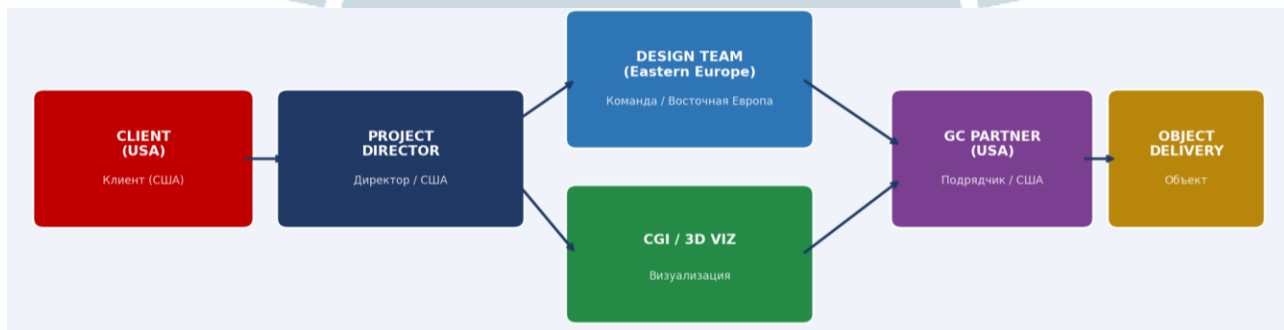 CLIENT
(USA)
Клиент (США)
PROJECT
DIRECTOR
Директор / США
DESIGN TEAM
(Eastern Europe)
Команда / Восточная Европа
CGI / 3D VIZ
Визуализация
GC PARTNER
(USA)
Подрядчик / США
OBJECT
DELIVERY
Объект